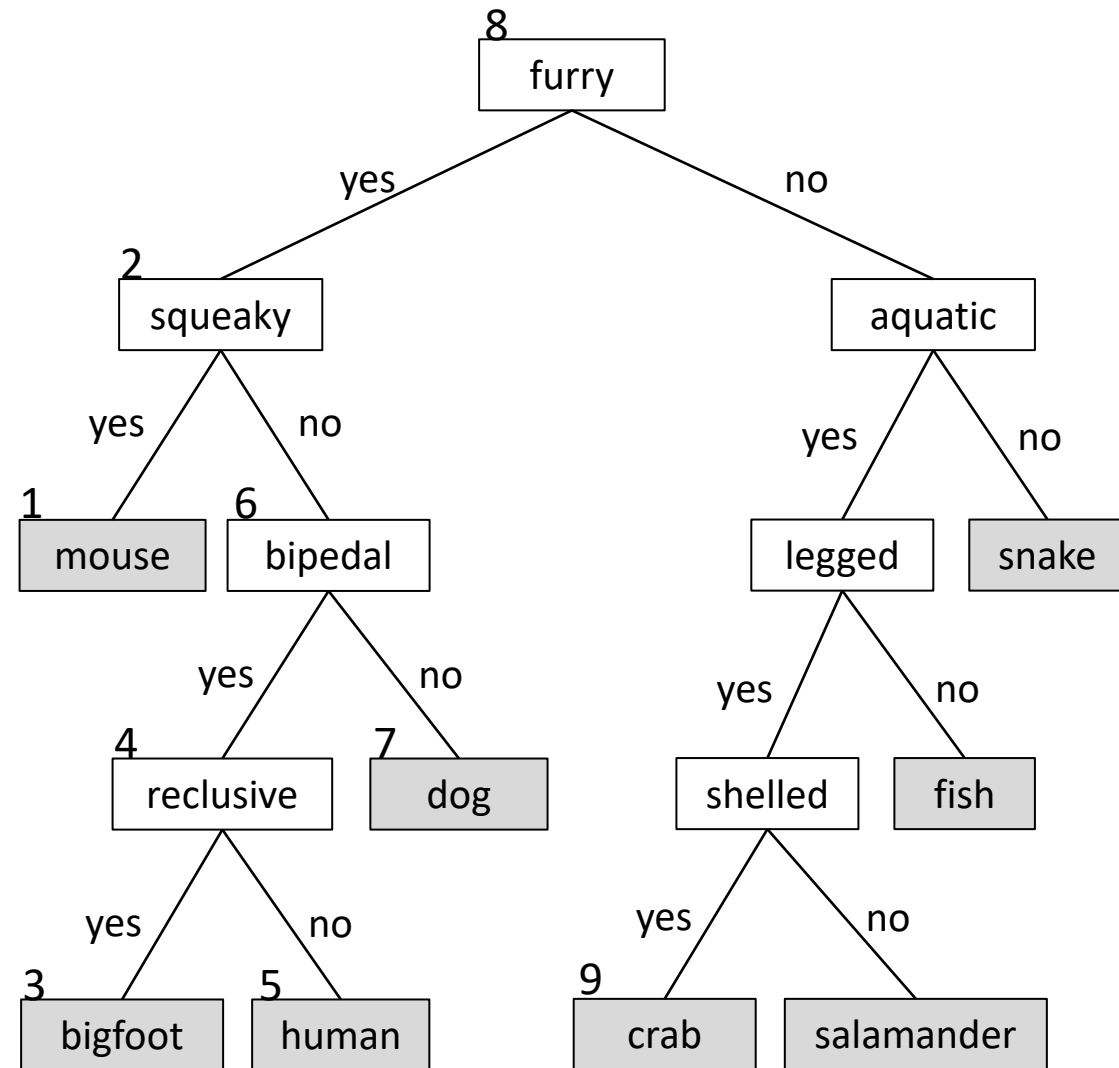 8
furry
yes
no
2
squeaky
aquatic
yes
no
yes
no
1
mouse
6
bipedal
legged
snake
yes
no
yes
no
4
reclusive
7
dog
shelled
fish
yes
no
yes
no
3
bigfoot
5
human
9
crab
salamander